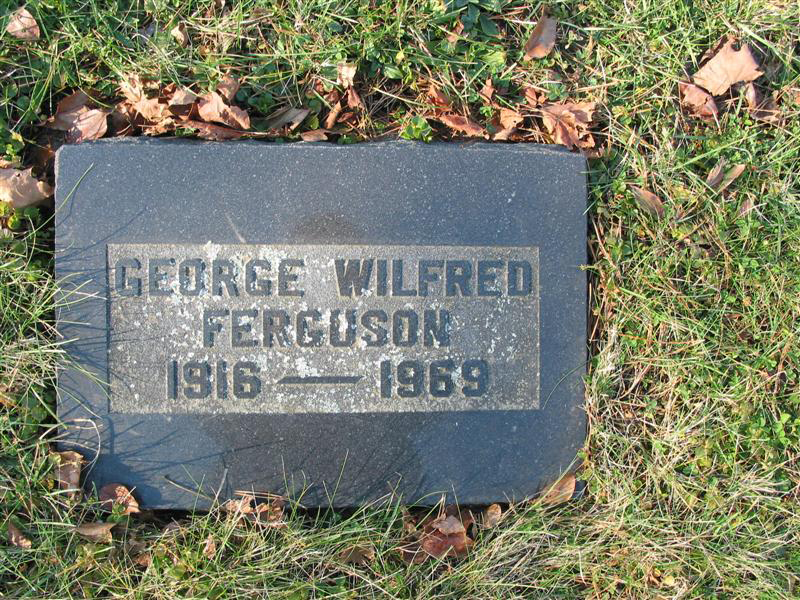 GEORGE WILFRED
FERGUSON
1916 — 1969